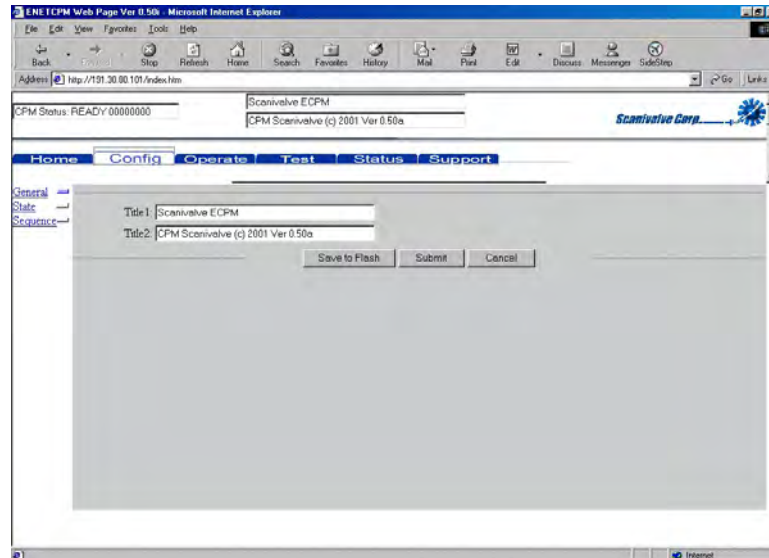 ENETCPM Web Page Ver 0.50i - Microsoft Internet Explorer
File Edit View Favorites Tools Help
Back Forward Stop Refresh Home Search Favorites History Mail Print Edit Discuss Messenger SideStep
Address http://191.30.80.101/index.htm Go Links
CPM Status: READY 00000000
Scanivalve ECPM
CPM Scanivalve (c) 2001 Ver 0.50a
Scanivalve Corp.
Home Config Operate Test Status Support
General
State
Sequence
Title1: Scanivalve ECPM
Title2: CPM Scanivalve (c) 2001 Ver 0.50a
Save to Flash Submit Cancel
Internet